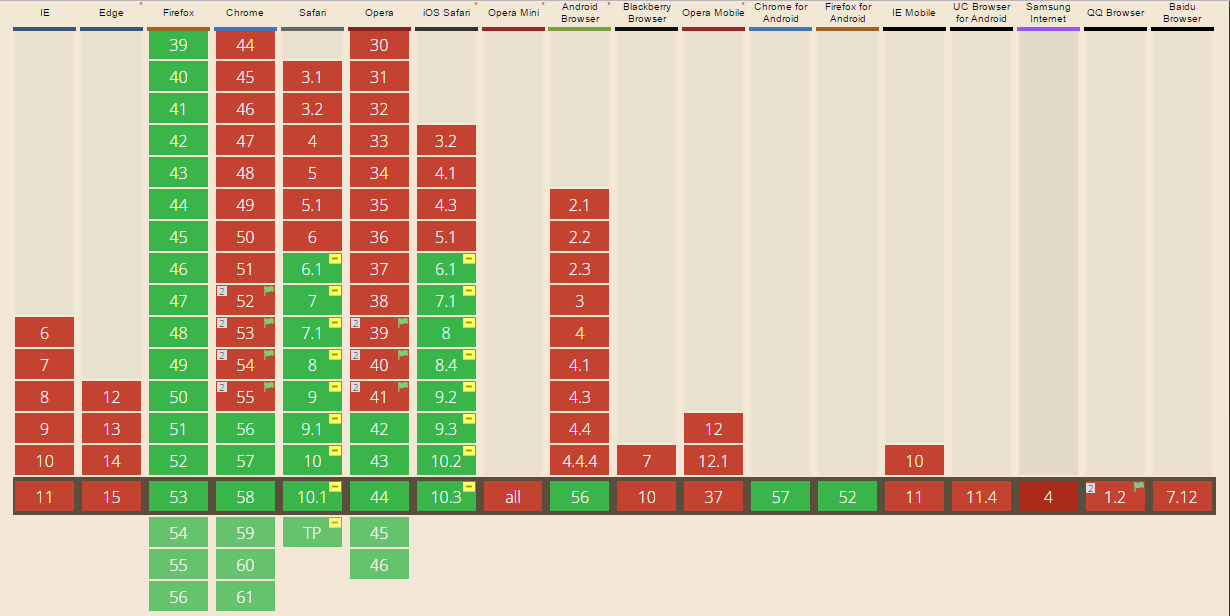 IE Edge Firefox Chrome Safari Opera iOS Safari Opera Mini Android Browser Blackberry Browser Opera Mobile Chrome for Android Firefox for Android IE Mobile UC Browser for Android Samsung Internet QQ Browser Baidu Browser
39 44 30
40 45 3.1 31
41 46 3.2 32
42 47 4 33 3.2
43 48 5 34 4.1
44 49 5.1 35 4.3 2.1
45 50 6 36 5.1 2.2
46 51 6.1 37 6.1 2.3
47 2 52 7 38 7.1 3
6 48 2 53 7.1 2 39 8 4
7 49 2 54 8 2 40 8.4 4.1
8 12 50 2 55 9 2 41 9.2 4.3
9 13 51 56 9.1 42 9.3 4.4 12
10 14 52 57 10 43 10.2 4.4.4 7 12.1 10
11 15 53 58 10.1 44 10.3 all 56 10 37 57 52 11 11.4 4 2 1.2 7.12
54 59 TP 45
55 60 46
56 61